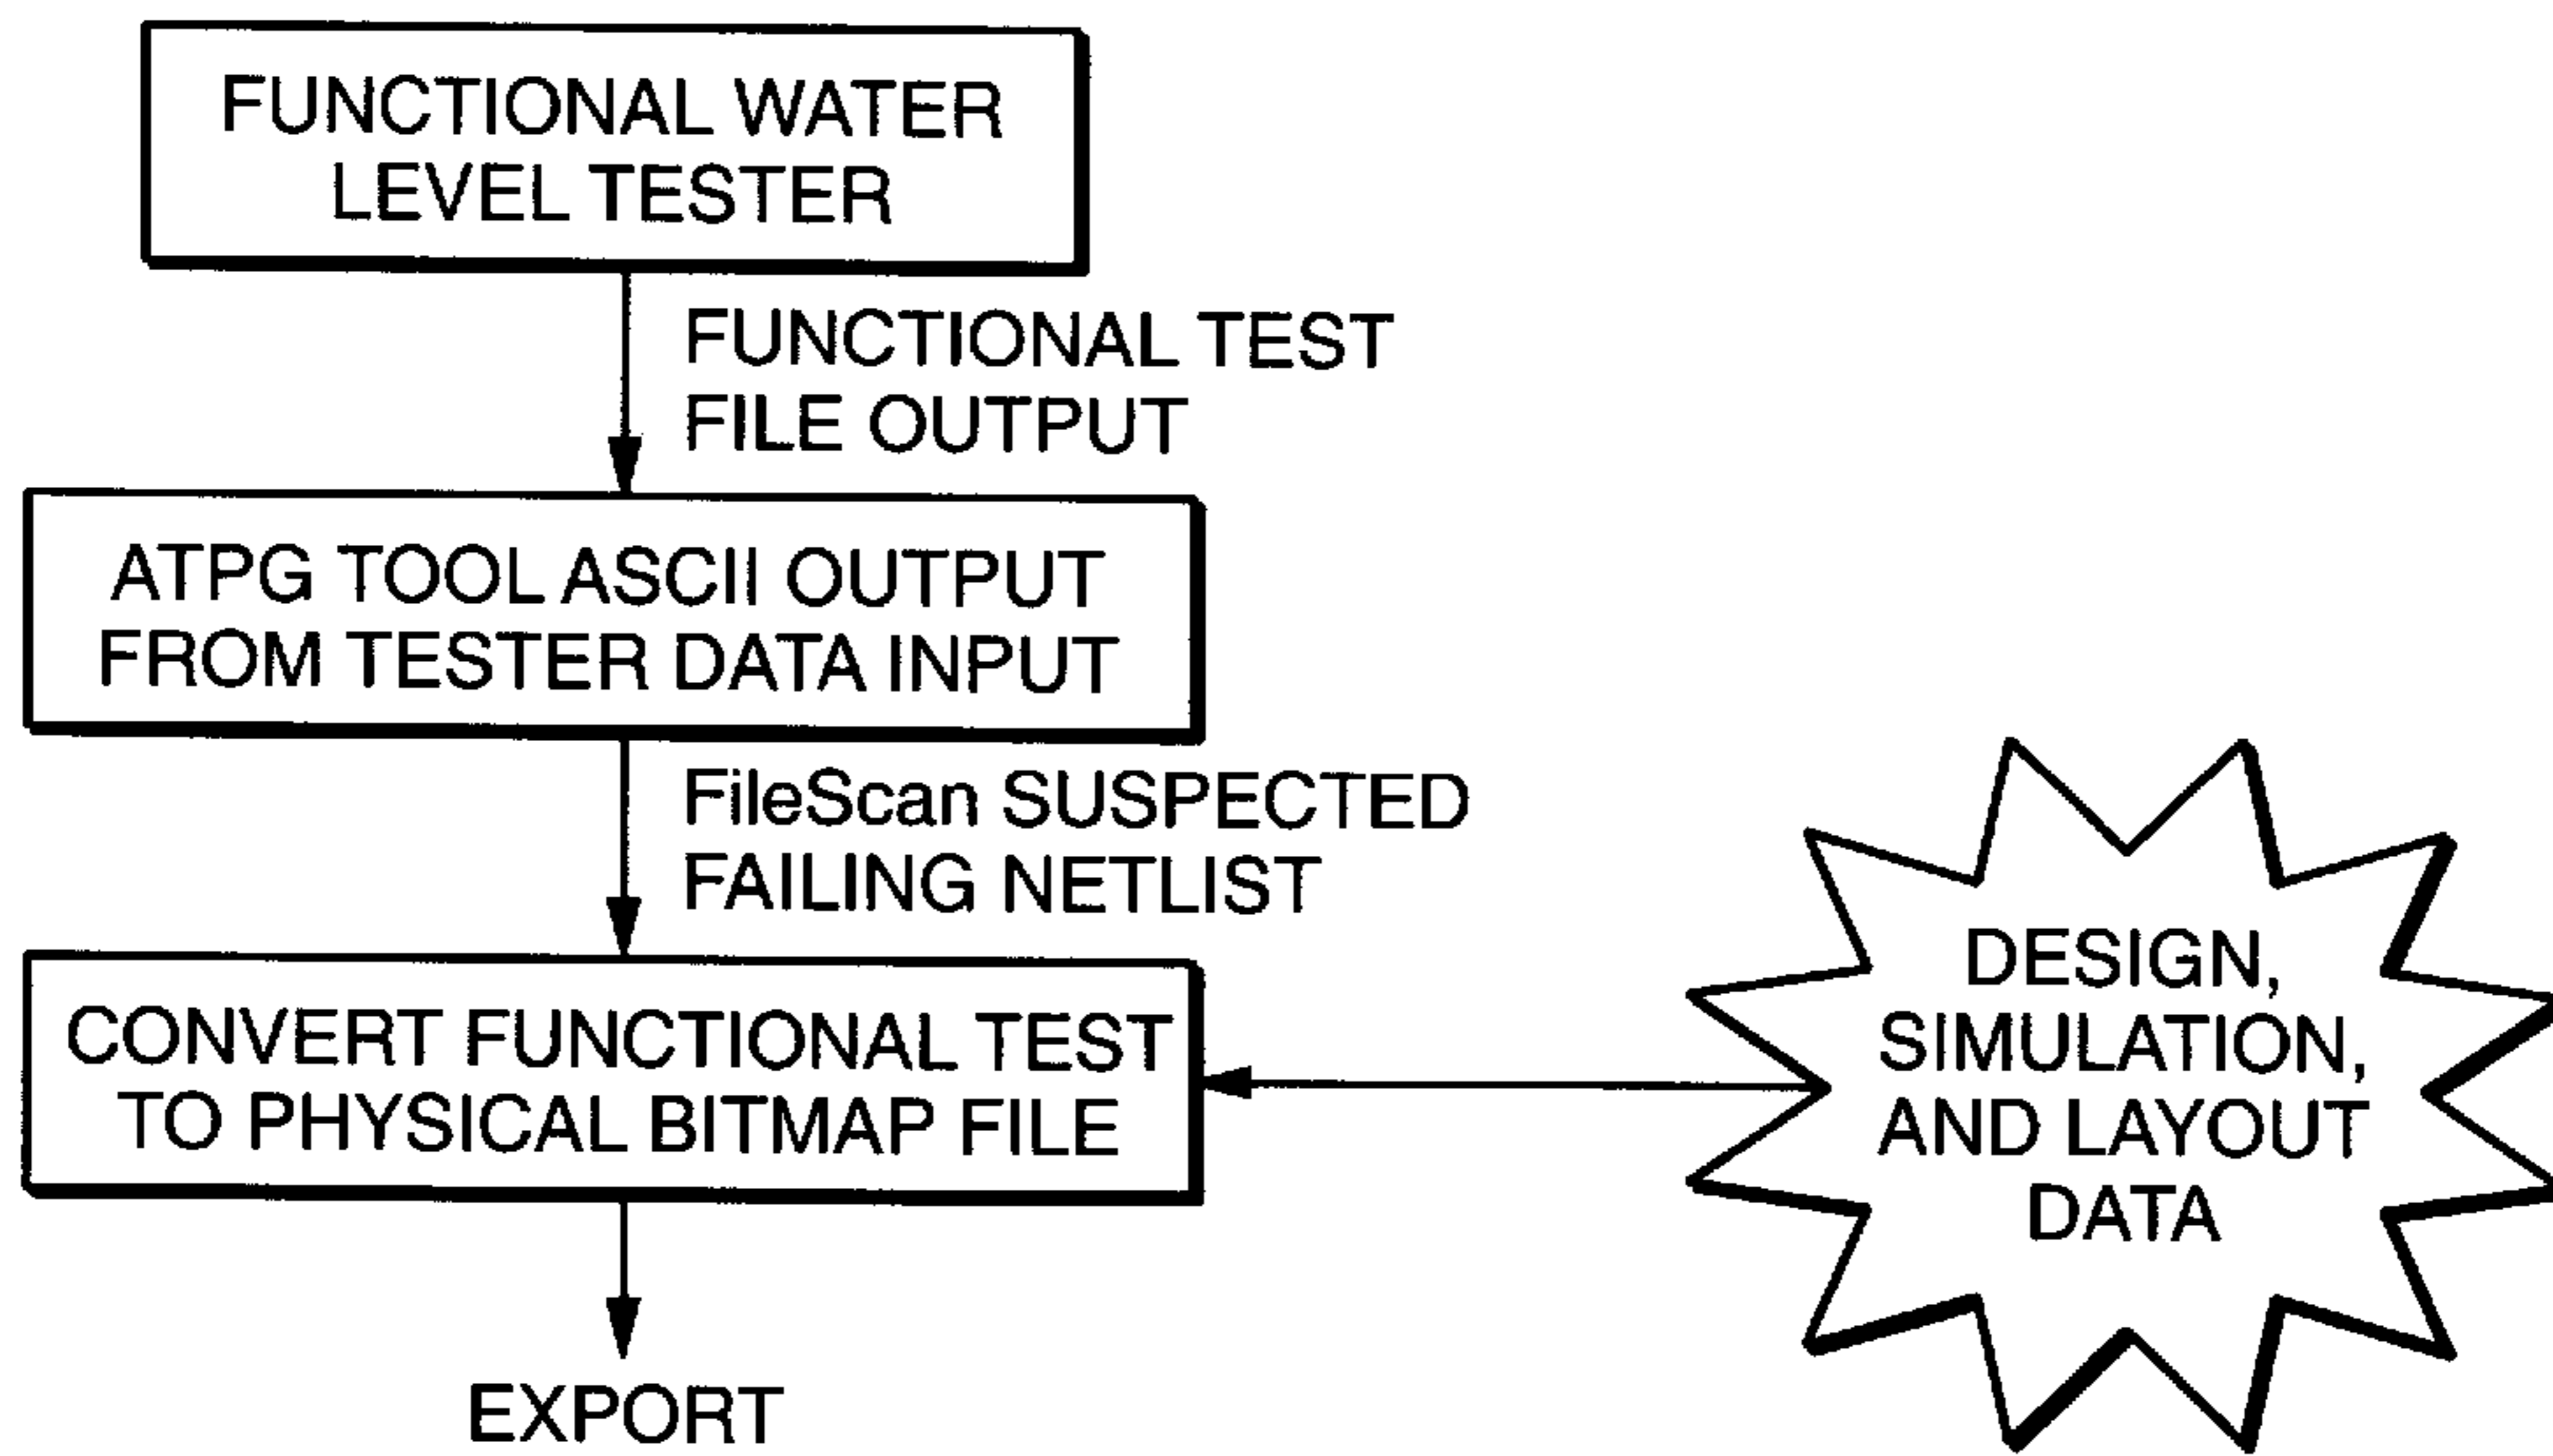 FUNCTIONAL WATER
LEVEL TESTER
FUNCTIONAL TEST
FILE OUTPUT
ATPG TOOL ASCII OUTPUT
FROM TESTER DATA INPUT
FileScan SUSPECTED
FAILING NETLIST
CONVERT FUNCTIONAL TEST
TO PHYSICAL BITMAP FILE
DESIGN,
SIMULATION,
AND LAYOUT
DATA
EXPORT